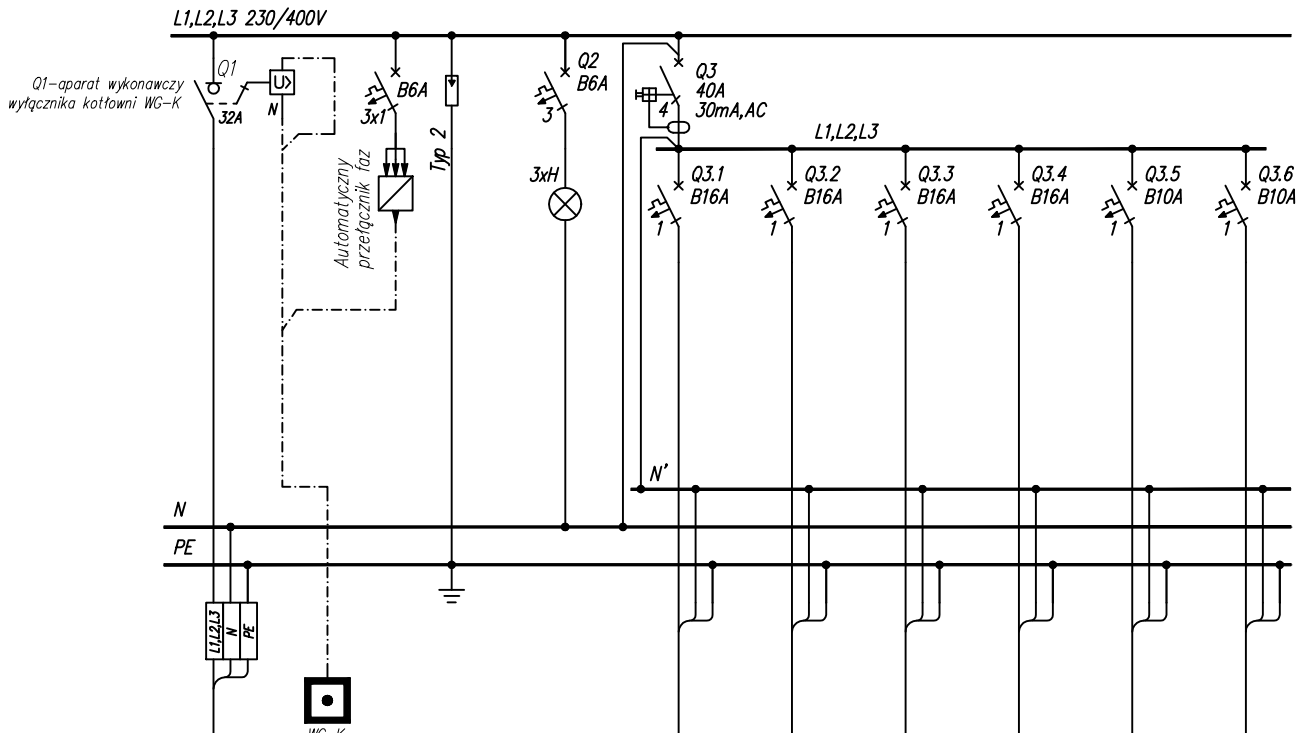 L1,L2,L3 230/400V
Q1-aparat wykonawczy
wyłącznika kotłowni WG-K
Q1
32A
U>
N
B6A
3x1
Automatyczny
przełącznik faz
Typ 2
Q2
B6A
3
3xH
Q3
40A
30mA,AC
4
L1,L2,L3
Q3.1
B16A
1
Q3.2
B16A
1
Q3.3
B16A
1
Q3.4
B16A
1
Q3.5
B10A
1
Q3.6
B10A
1
N'
N
PE
L1,L2,L3
N
PE
WG-K